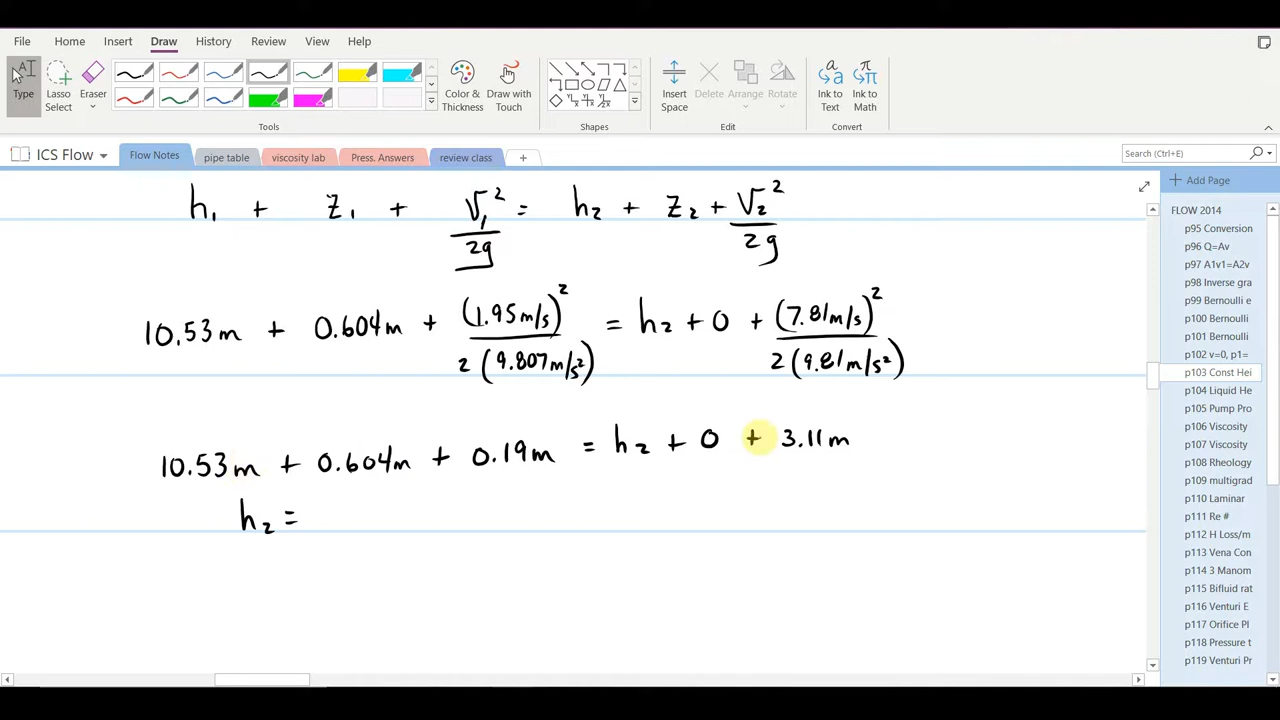 File Home Insert Draw History Review View Help
Type Lasso Select Eraser Color & Thickness Draw with Touch Insert Space Delete Arrange Rotate Ink to Text Ink to Math
Tools Shapes Edit Convert
ICS Flow Flow Notes pipe table viscosity lab Press. Answers review class + Search (Ctrl+E)
h₁ + z₁ + v₁²/2g = h₂ + z₂ + v₂²/2g
10.53m + 0.604m + (1.95m/s)²/2(9.807m/s²) = h₂ + 0 + (7.81m/s)²/2(9.81m/s²)
10.53m + 0.604m + 0.19m = h₂ + 0 + 3.11m
h₂ =
+ Add Page
FLOW 2014
p95 Conversion
p96 Q=Av
p97 A1v1=A2v
p98 Inverse gra
p99 Bernoulli e
p100 Bernoulli
p101 Bernoulli
p102 v=0, p1=
p103 Const Hei
p104 Liquid He
p105 Pump Pro
p106 Viscosity
p107 Viscosity
p108 Rheology
p109 multigrad
p110 Laminar
p111 Re #
p112 H Loss/m
p113 Vena Con
p114 3 Manom
p115 Bifluid rat
p116 Venturi E
p117 Orifice Pl
p118 Pressure t
p119 Venturi Pr